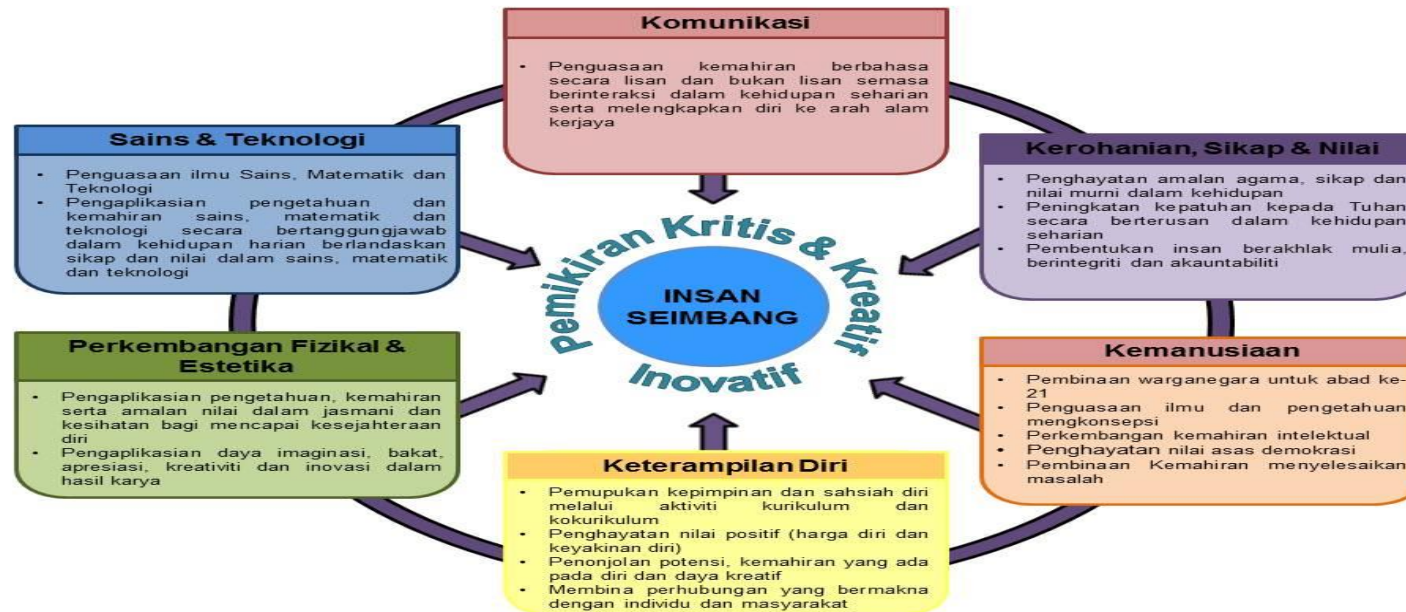 Komunikasi
• Penguasaan kemahiran berbahasa
secara lisan dan bukan lisan semasa
berinteraksi dalam kehidupan seharian
serta melengkapkan diri ke arah alam
kerjaya
Sains & Teknologi
• Penguasaan ilmu Sains, Matematik dan
Teknologi
• Pengaplikasian pengetahuan dan
kemahiran sains, matematik dan
teknologi secara bertanggungjawab
dalam kehidupan harian berlandaskan
sikap dan nilai dalam sains, matematik
dan teknologi
Kerohanian, Sikap & Nilai
• Penghayatan amalan agama, sikap dan
nilai murni dalam kehidupan
• Peningkatan kepatuhan kepada Tuhan
secara berterusan dalam kehidupan
seharian
• Pembentukan insan berakhlak mulia,
berintegriti dan akauntabiliti
Pemikiran Kritis & Kreatif
INSAN
SEIMBANG
Inovatif
Perkembangan Fizikal &
Estetika
• Pengaplikasian pengetahuan, kemahiran
serta amalan nilai dalam jasmani dan
kesihatan bagi mencapai kesejahteraan
diri
• Pengaplikasian daya imaginasi, bakat,
apresiasi, kreativiti dan inovasi dalam
hasil karya
Kemanusiaan
• Pembinaan warganegara untuk abad ke-
21
• Penguasaan ilmu dan pengetahuan
mengkonsepsi
• Perkembangan kemahiran intelektual
• Penghayatan nilai asas demokrasi
• Pembinaan Kemahiran menyelesaikan
masalah
Keterampilan Diri
• Pemupukan kepimpinan dan sahsiah diri
melalui aktiviti kurikulum dan
kokurikulum
• Penghayatan nilai positif (harga diri dan
keyakinan diri)
• Penonjolan potensi, kemahiran yang ada
pada diri dan daya kreatif
• Membina perhubungan yang bermakna
dengan individu dan masyarakat